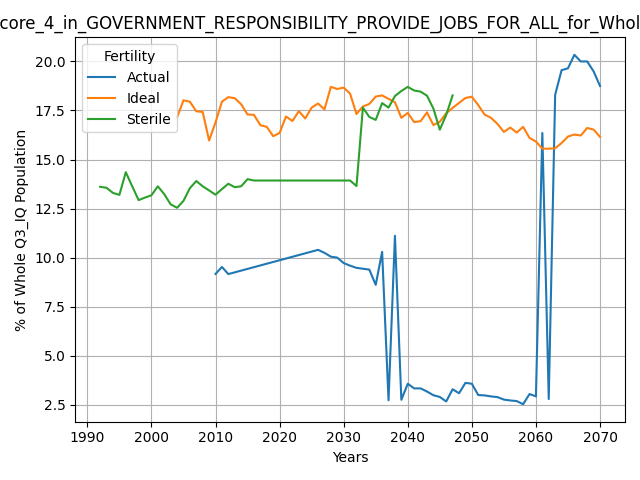 core_4_in_GOVERNMENT_RESPONSIBILITY_PROVIDE_JOBS_FOR_ALL_for_Whol
Fertility
Actual
Ideal
Sterile
20.0
17.5
15.0
12.5
10.0
7.5
5.0
2.5
% of Whole Q3_IQ Population
1990 2000 2010 2020 2030 2040 2050 2060 2070
Years